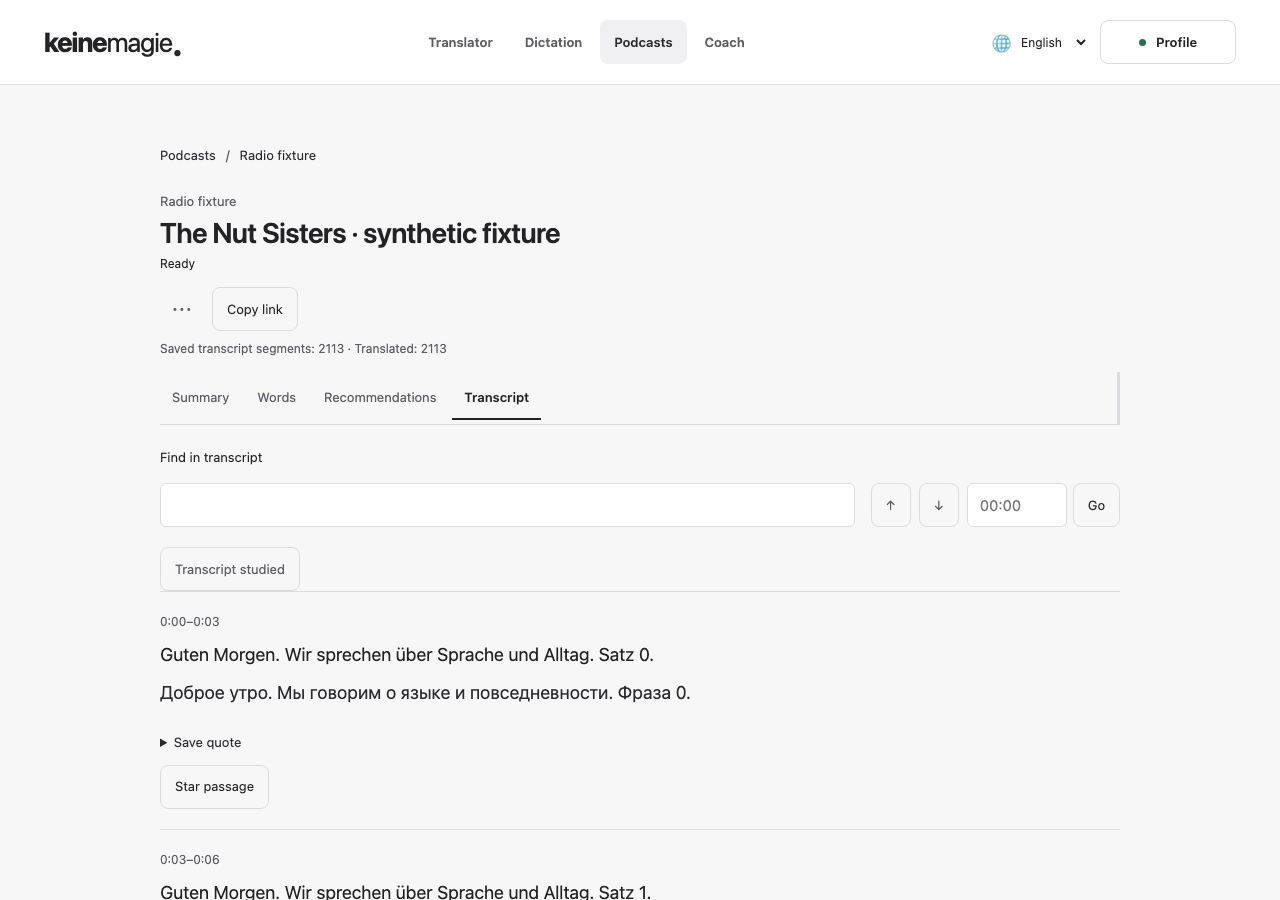 keinemagie.
Translator Dictation Podcasts Coach
English
Profile
Podcasts / Radio fixture
Radio fixture
The Nut Sisters · synthetic fixture
Ready
··· Copy link
Saved transcript segments: 2113 · Translated: 2113
Summary Words Recommendations Transcript
Find in transcript
↑ ↓ 00:00 Go
Transcript studied
0:00–0:03
Guten Morgen. Wir sprechen über Sprache und Alltag. Satz 0.
Доброе утро. Мы говорим о языке и повседневности. Фраза 0.
Save quote
Star passage
0:03–0:06
Guten Morgen. Wir sprechen über Sprache und Alltag. Satz 1.